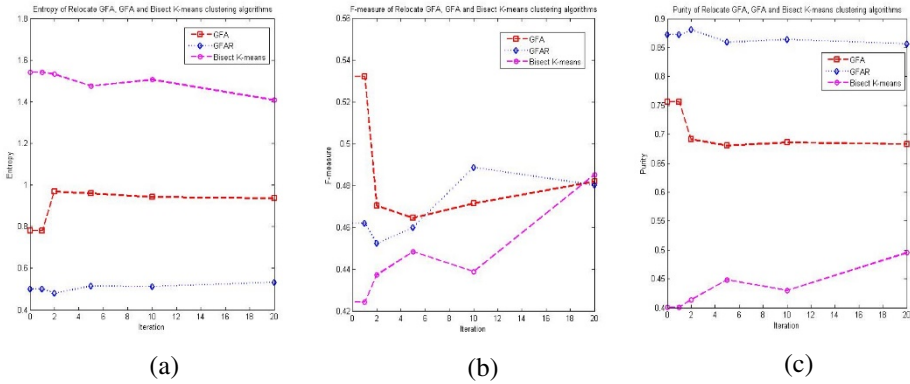 Entropy of Relocate GFA, GFA and Bisect K-means clustering algorithms
1.8
1.6
1.4
1.2
1
0.8
0.6
0.4
0 2 4 6 8 10 12 14 16 18 20
Entropy
Iteration
GFA
GFAR
Bisect K-means
(a)
F-measure of Relocate GFA, GFA and Bisect K-means clustering algorithms
0.56
0.54
0.52
0.5
0.48
0.46
0.44
0.42
0 2 4 6 8 10 12 14 16 18 20
F-measure
Iteration
GFA
GFAR
Bisect K-means
(b)
Purity of Relocate GFA, GFA and Bisect K-means clustering algorithms
0.9
0.85
0.8
0.75
0.7
0.65
0.6
0.55
0.5
0.45
0.4
0 2 4 6 8 10 12 14 16 18 20
Purity
Iteration
GFA
GFAR
Bisect K-means
(c)